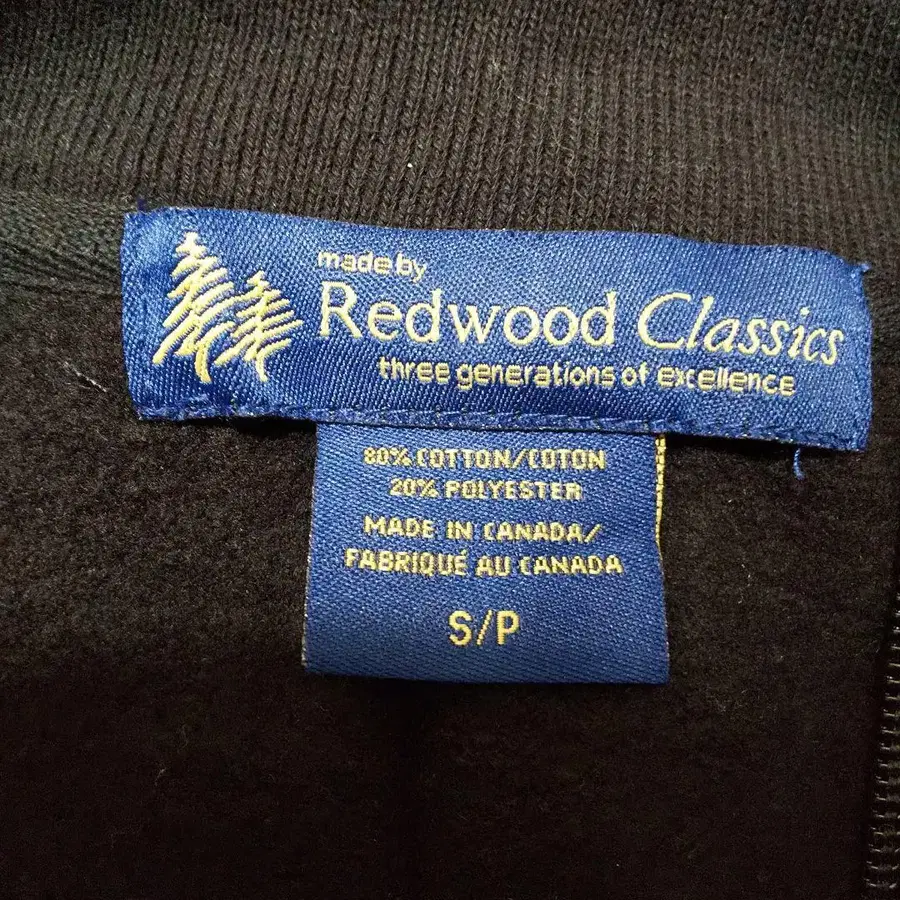 made by
Redwood Classics
three generations of excellence
80% COTTON/COTON
20% POLYESTER
MADE IN CANADA/
FABRIQUÉ AU CANADA
S/P